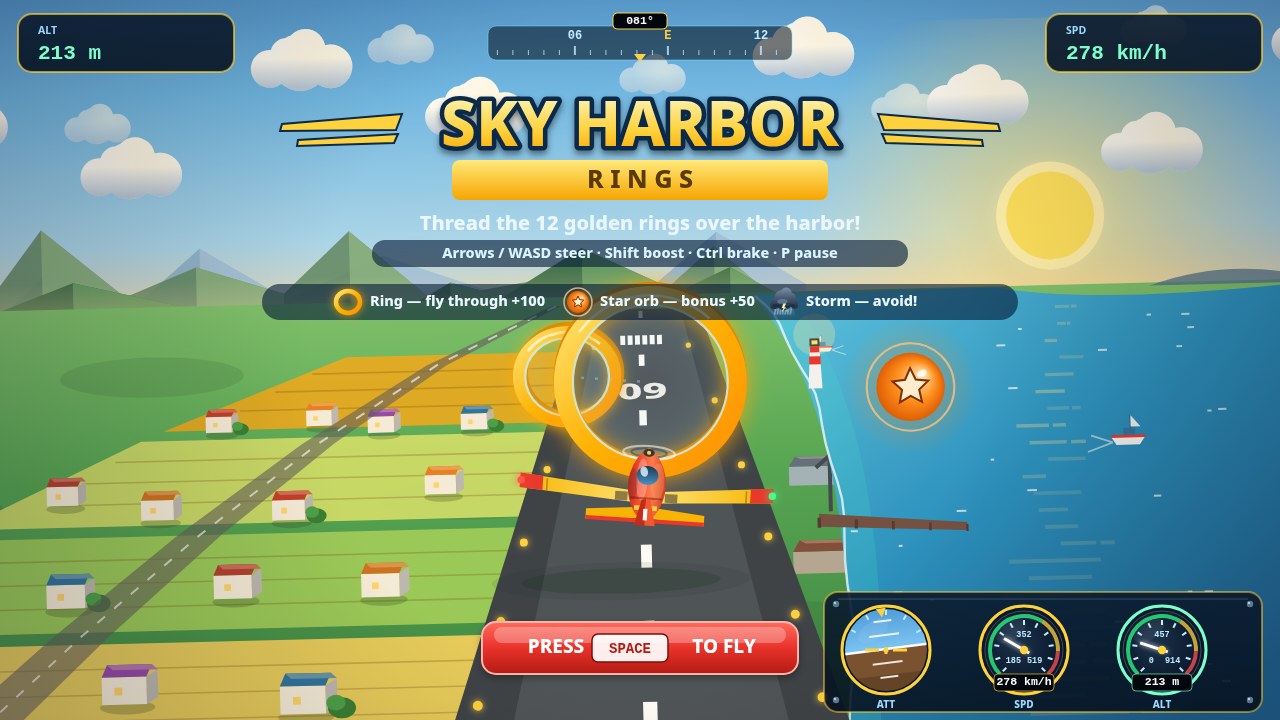 ALT
213 m
081°
06 E 12
SPD
278 km/h
SKY HARBOR
RINGS
Thread the 12 golden rings over the harbor!
Arrows / WASD steer · Shift boost · Ctrl brake · P pause
Ring — fly through +100
Star orb — bonus +50
Storm — avoid!
09
PRESS SPACE TO FLY
352
185 519
278 km/h
457
0 914
213 m
ATT
SPD
ALT